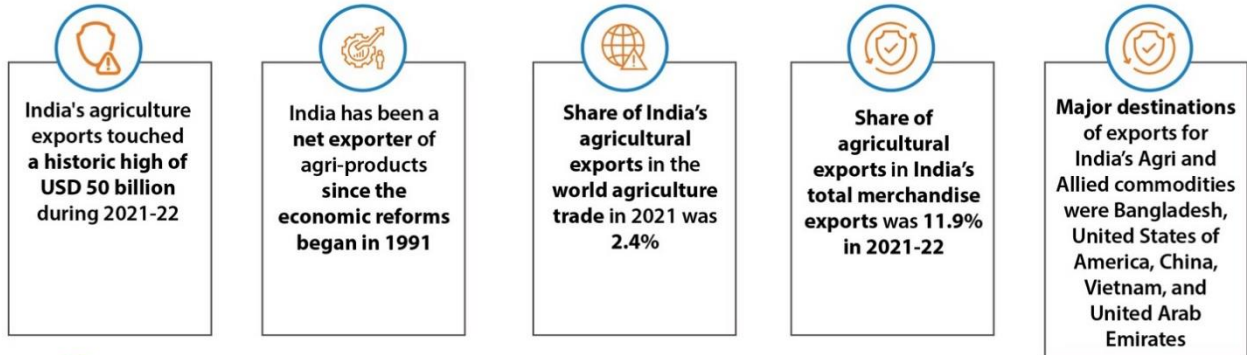 India's agriculture
exports touched
a historic high of
USD 50 billion
during 2021-22
India has been a
net exporter of
agri-products
since the
economic reforms
began in 1991
Share of India’s
agricultural
exports in the
world agriculture
trade in 2021 was
2.4%
Share of
agricultural
exports in India’s
total merchandise
exports was 11.9%
in 2021-22
Major destinations
of exports for
India’s Agri and
Allied commodities
were Bangladesh,
United States of
America, China,
Vietnam, and
United Arab
Emirates